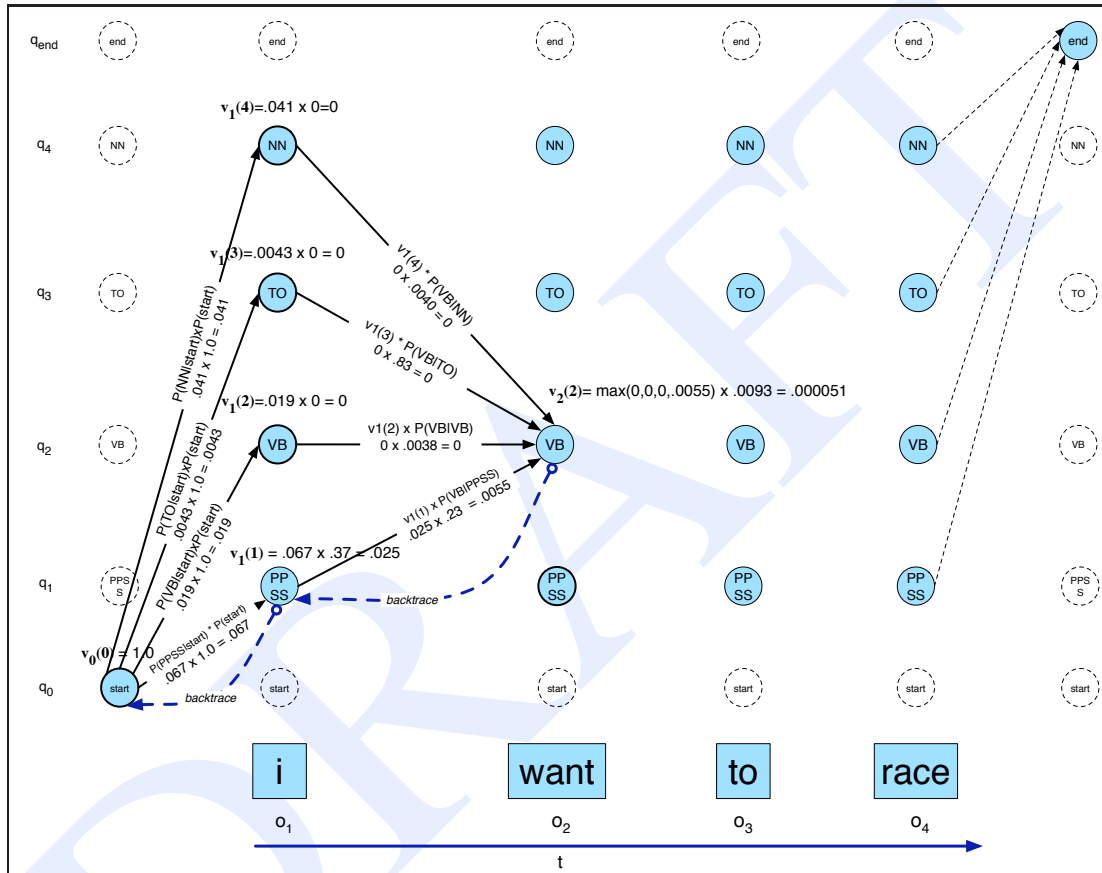 q_end end end end end end end
v₁(4)=.041 x 0=0
q₄ NN NN NN NN NN NN
P(NN|start)xP(start)
.041 x 1.0 = .041
v1(4) * P(VB|NN)
0 x .0040 = 0
v₁(3)=.0043 x 0 = 0
q₃ TO TO TO TO TO TO
P(TO|start)xP(start)
.0043 x 1.0 = .0043
v1(3) * P(VB|TO)
0 x .83 = 0
v₁(2)=.019 x 0 = 0
v₂(2)= max(0,0,0,.0055) x .0093 = .000051
q₂ VB VB VB VB VB VB
v1(2) x P(VB|VB)
0 x .0038 = 0
P(VB|start)xP(start)
.019 x 1.0 = .019
v1(1) x P(VB|PPSS)
.025 x .23 = .0055
v₁(1) = .067 x .37 = .025
q₁ PPS PP PP PP PP PPS
S SS SS SS SS S
backtrace
P(PPSS|start) * P(start)
.067 x 1.0 = .067
v₀(0) = 1.0
q₀ start start start start start start
backtrace
i want to race
o₁ o₂ o₃ o₄
t
DRAFT